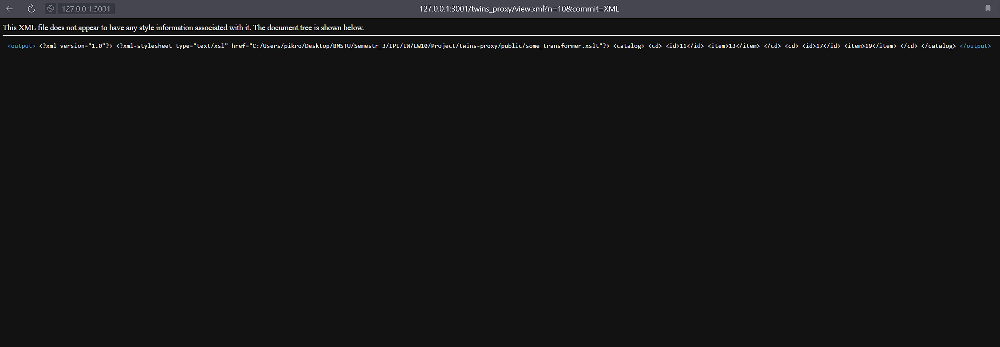 127.0.0.1:3001 127.0.0.1:3001/twins_proxy/view.xml?n=10&commit=XML
This XML file does not appear to have any style information associated with it. The document tree is shown below.
<output> <?xml version="1.0"?> <?xml-stylesheet type="text/xsl" href="C:/Users/pikro/Desktop/BMSTU/Semestr_3/IPL/LW/LW10/Project/twins-proxy/public/some_transformer.xslt"?> <catalog> <cd> <id>11</id> <item>13</item> </cd> <cd> <id>17</id> <item>19</item> </cd> </catalog> </output>